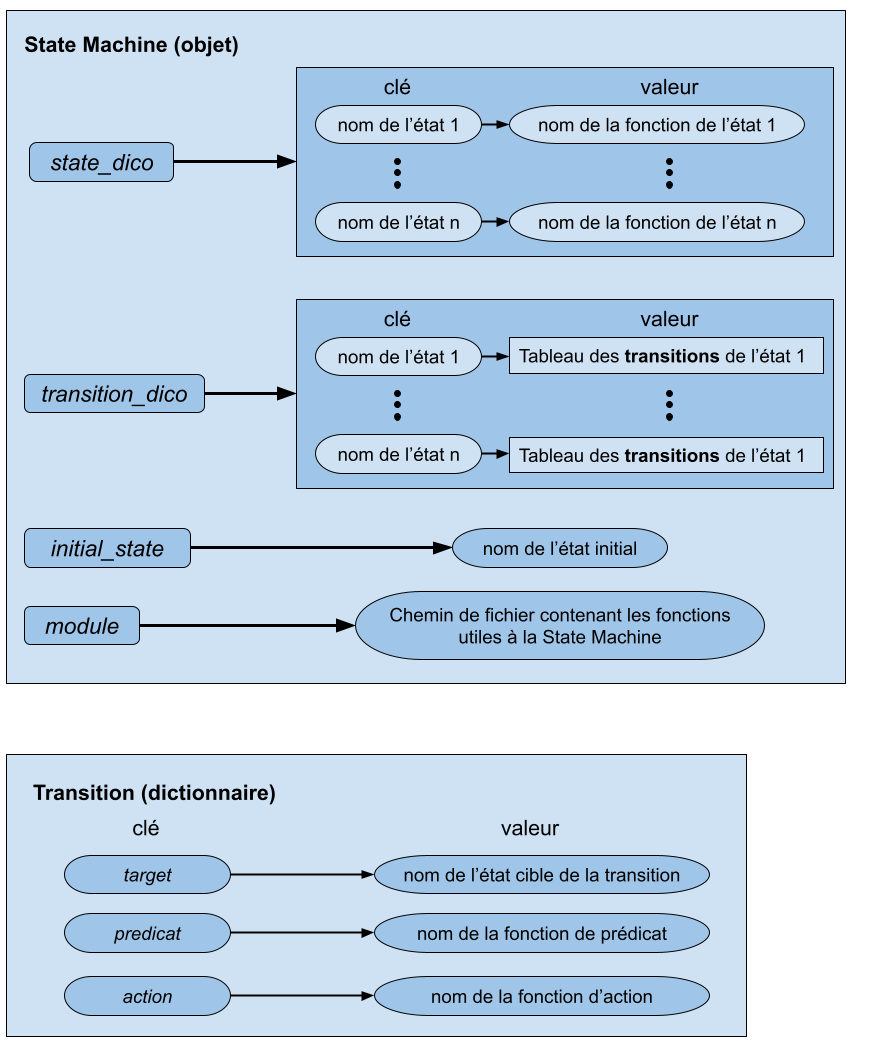 State Machine (objet)
clé valeur
nom de l'état 1 nom de la fonction de l'état 1
state_dico
nom de l'état n nom de la fonction de l'état n
clé valeur
nom de l'état 1 Tableau des transitions de l'état 1
transition_dico
nom de l'état n Tableau des transitions de l'état 1
initial_state nom de l'état initial
module Chemin de fichier contenant les fonctions
utiles à la State Machine
Transition (dictionnaire)
clé valeur
target nom de l'état cible de la transition
predicat nom de la fonction de prédicat
action nom de la fonction d'action